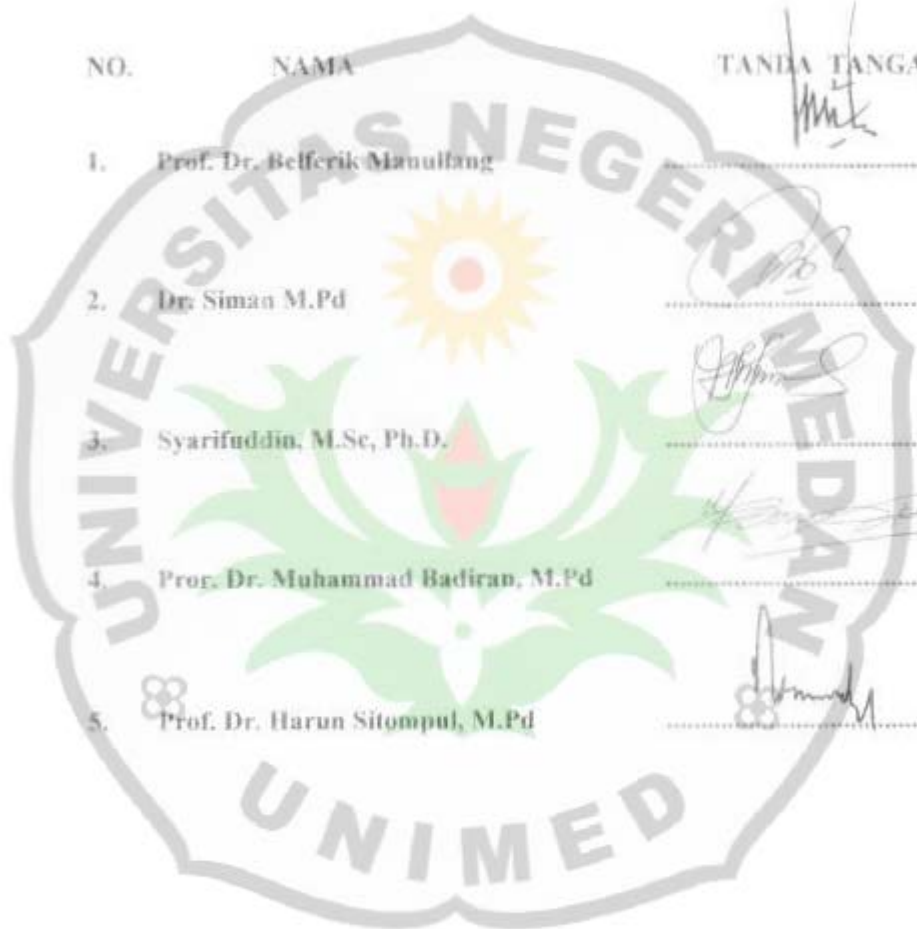 NO. NAMA TANDA TANGA
1. Prof. Dr. Belferik Manullang
2. Dr. Siman M.Pd
3. Syarifuddin, M.Sc, Ph.D.
4. Pror. Dr. Muhammad Badiran, M.Pd
5. Prof. Dr. Harun Sitompul, M.Pd
UNIVERSITAS NEGERI MEDAN
UNIMED